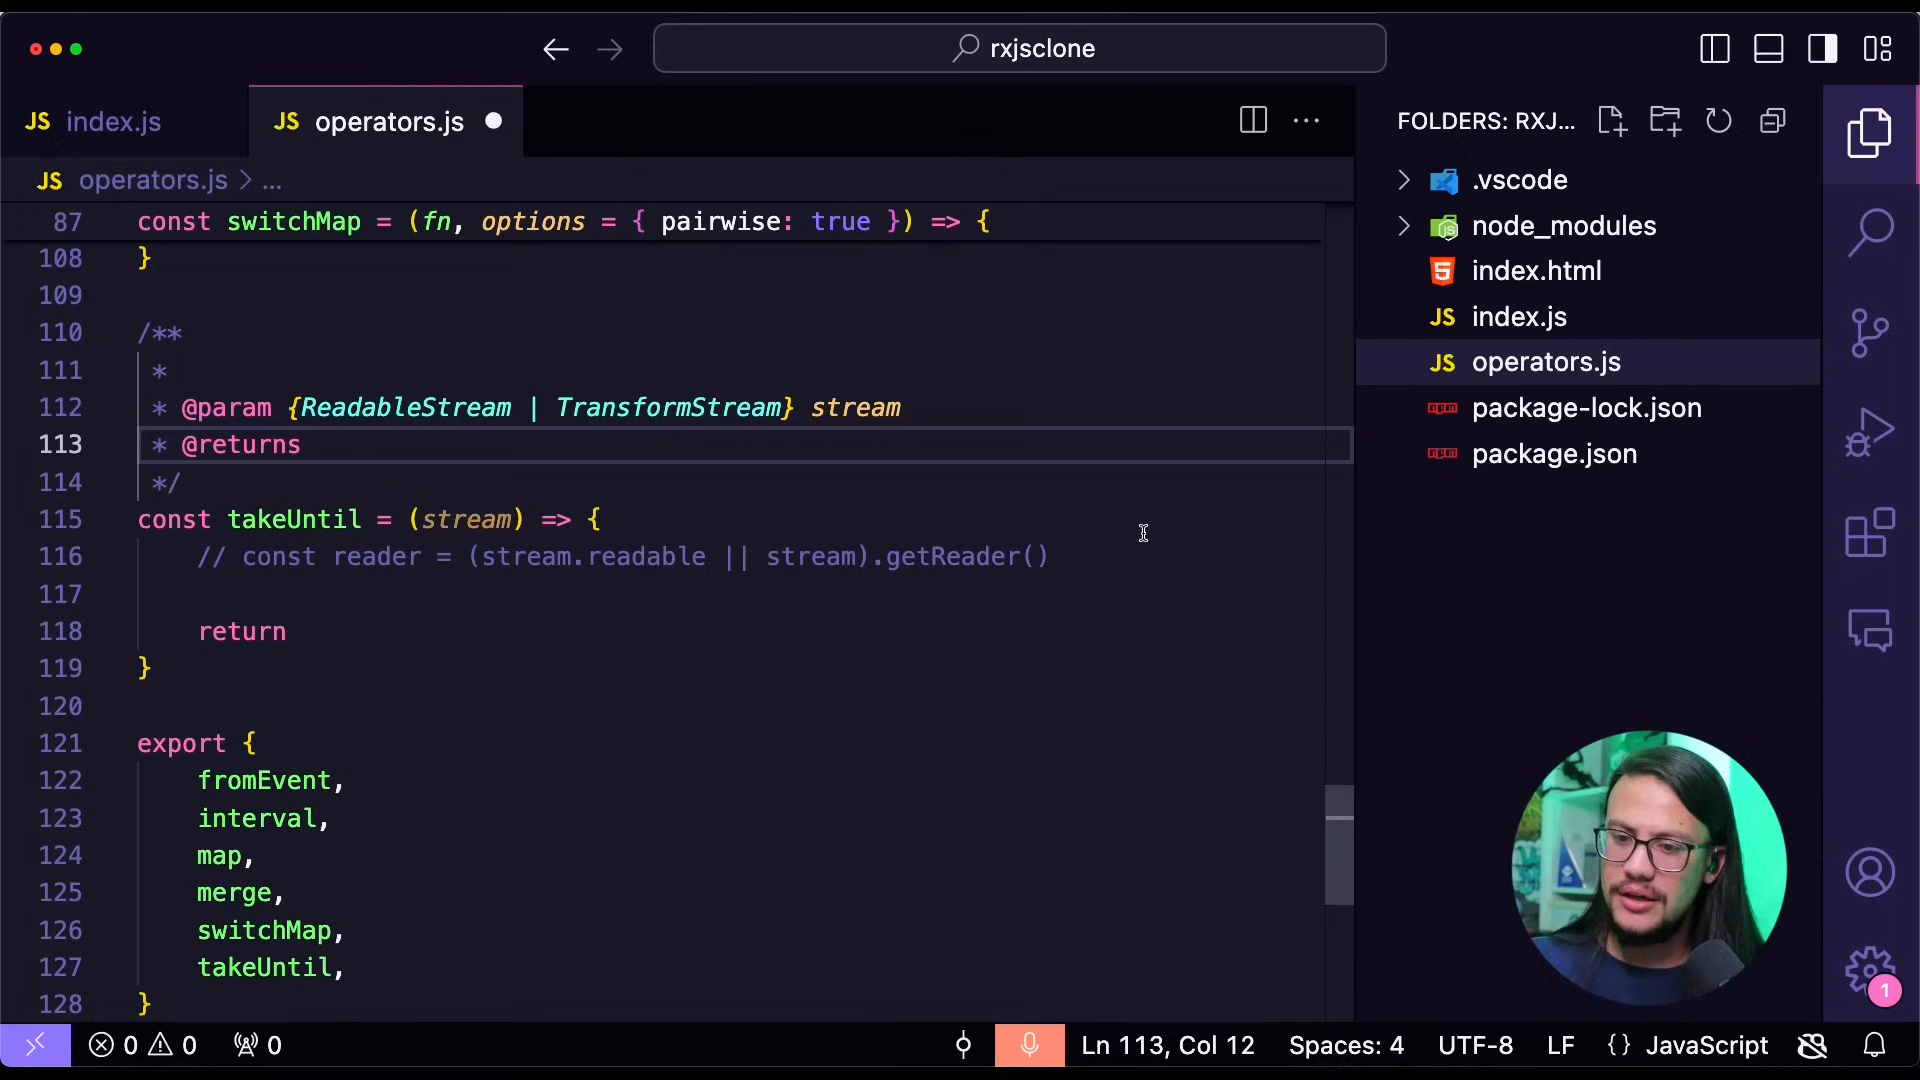 rxjsclone
JS index.js
JS operators.js
JS operators.js > ...
87 const switchMap = (fn, options = { pairwise: true }) => {
108 }
109
110 /**
111 *
112 * @param {ReadableStream | TransformStream} stream
113 * @returns
114 */
115 const takeUntil = (stream) => {
116 // const reader = (stream.readable || stream).getReader()
117
118 return
119 }
120
121 export {
122 fromEvent,
123 interval,
124 map,
125 merge,
126 switchMap,
127 takeUntil,
128 }
FOLDERS: RXJ...
.vscode
node_modules
index.html
JS index.js
JS operators.js
package-lock.json
package.json
1
0 0 0 Ln 113, Col 12 Spaces: 4 UTF-8 LF {} JavaScript